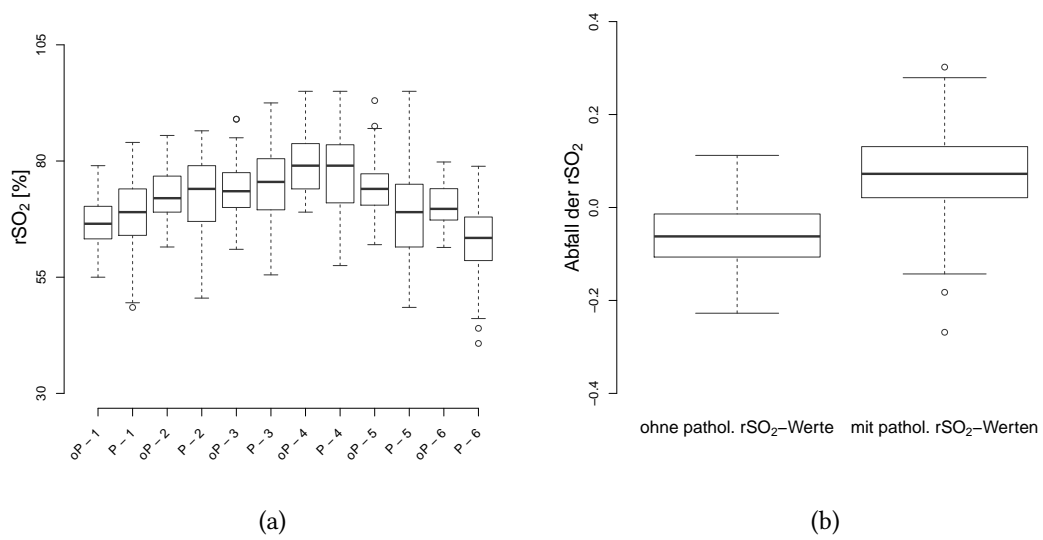 rSO₂ [%]
105
80
55
30
oP − 1
P − 1
oP − 2
P − 2
oP − 3
P − 3
oP − 4
P − 4
oP − 5
P − 5
oP − 6
P − 6
(a)
Abfall der rSO₂
0.4
0.2
0.0
−0.2
−0.4
ohne pathol. rSO₂−Werte
mit pathol. rSO₂−Werten
(b)